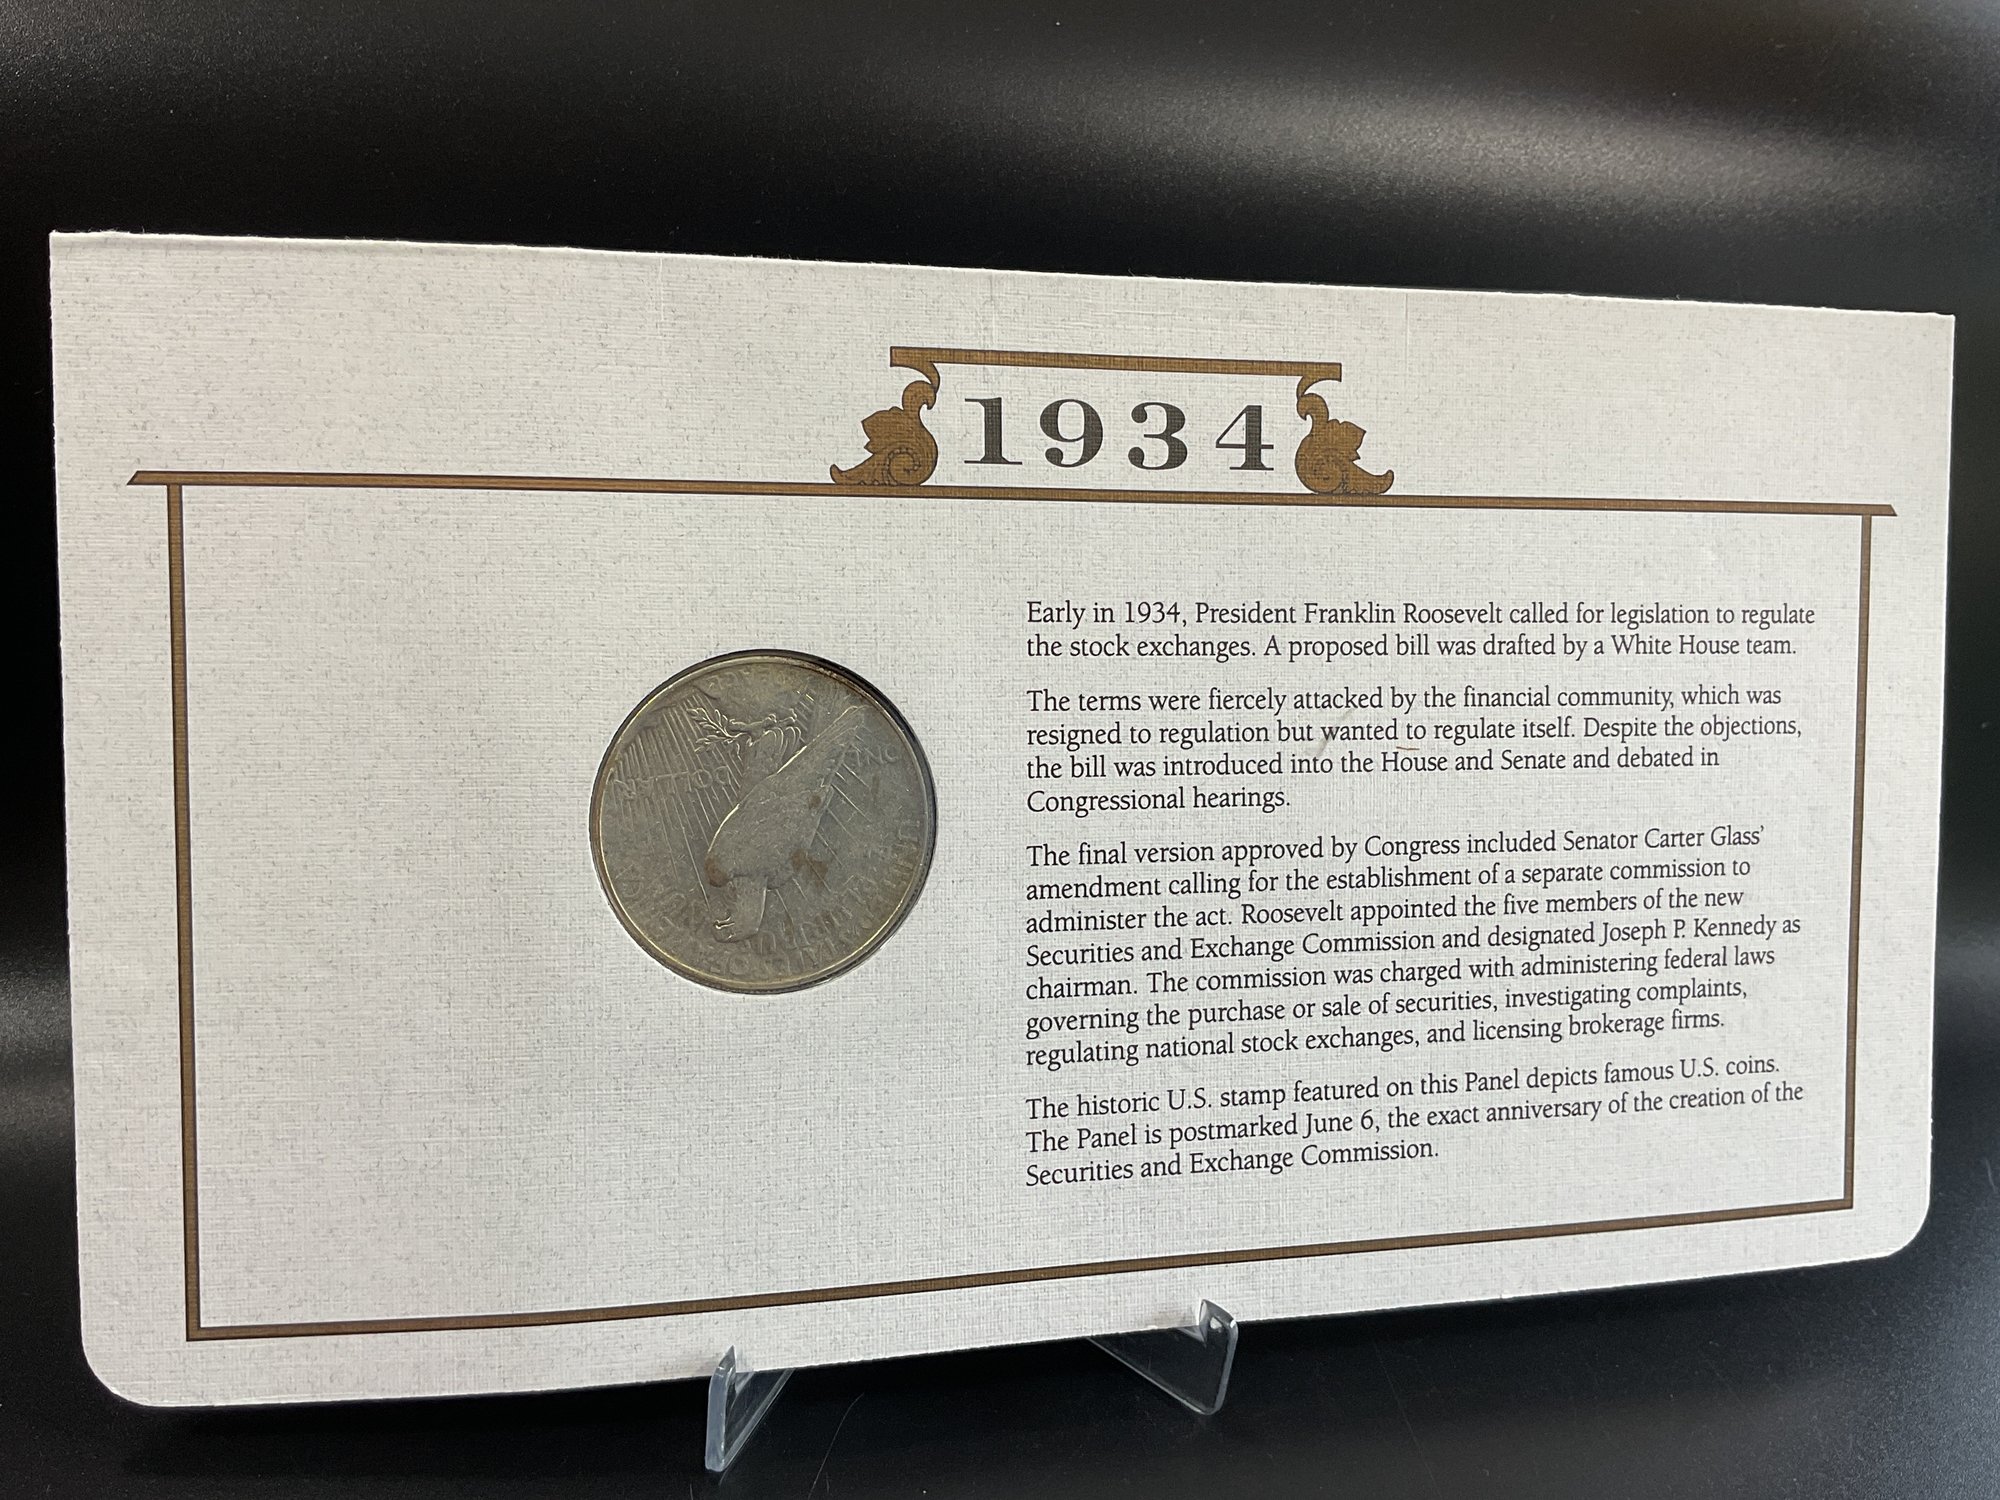 1934
Early in 1934, President Franklin Roosevelt called for legislation to regulate
the stock exchanges. A proposed bill was drafted by a White House team.
The terms were fiercely attacked by the financial community, which was
resigned to regulation but wanted to regulate itself. Despite the objections,
the bill was introduced into the House and Senate and debated in
Congressional hearings.
The final version approved by Congress included Senator Carter Glass’
amendment calling for the establishment of a separate commission to
administer the act. Roosevelt appointed the five members of the new
Securities and Exchange Commission and designated Joseph P. Kennedy as
chairman. The commission was charged with administering federal laws
governing the purchase or sale of securities, investigating complaints,
regulating national stock exchanges, and licensing brokerage firms.
The historic U.S. stamp featured on this Panel depicts famous U.S. coins.
The Panel is postmarked June 6, the exact anniversary of the creation of the
Securities and Exchange Commission.
ONE
DOLLAR
PEACE